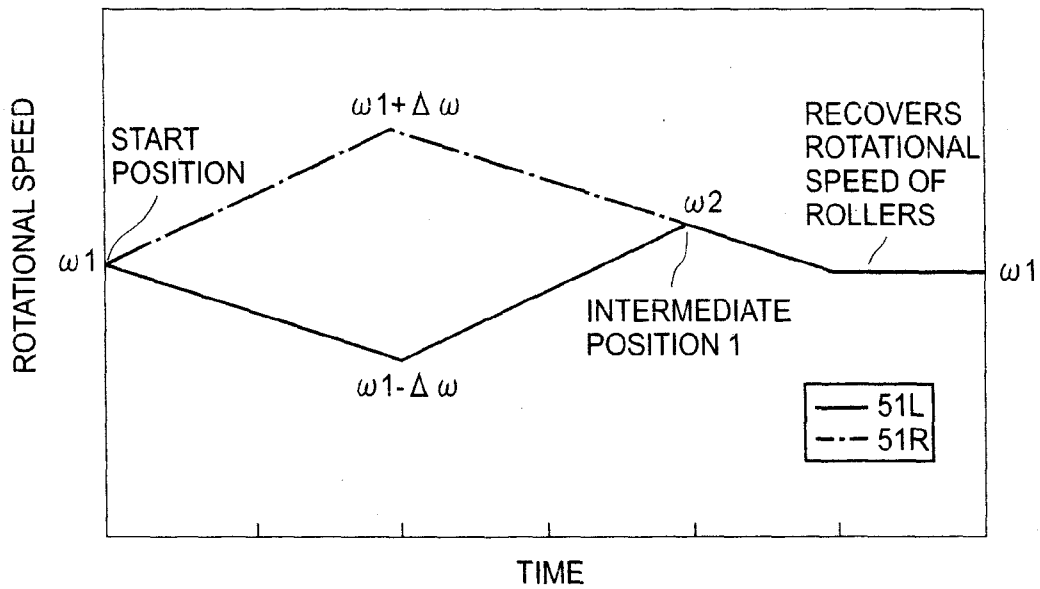 ROTATIONAL SPEED
START
POSITION
ω1
ω1+Δω
ω1-Δω
ω2
INTERMEDIATE
POSITION 1
RECOVERS
ROTATIONAL
SPEED OF
ROLLERS
ω1
51L
51R
TIME